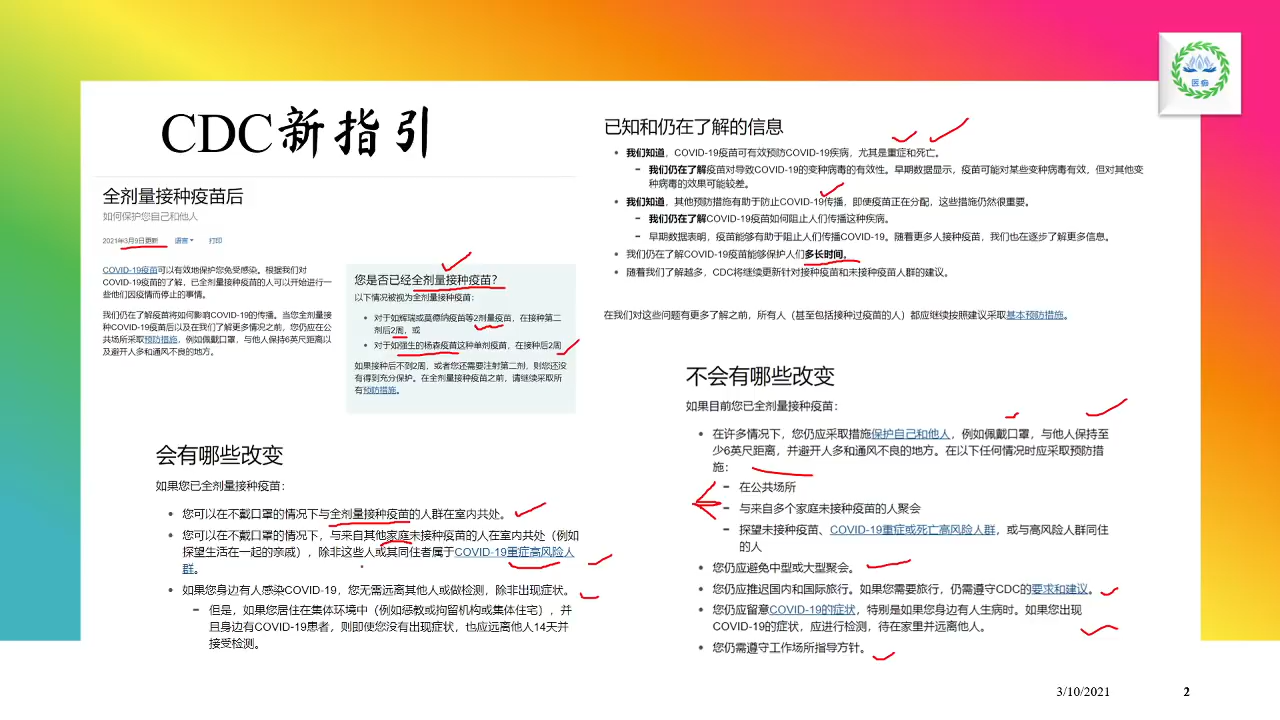 CDC新指引
全剂量接种疫苗后
如何保护您自己和他人
2021年3月9日更新 语言 打印
COVID-19疫苗可以有效地保护您免受感染。根据我们对
COVID-19疫苗的了解，已全剂量接种疫苗的人可以开始进行一
些他们因疫情而停止的事情。
我们仍在了解疫苗将如何影响COVID-19的传播。当您全剂量接
种COVID-19疫苗后以及在我们了解更多情况之前，您仍应在公
共场所采取预防措施，例如佩戴口罩，与他人保持6英尺距离以
及避开人多和通风不良的地方。
您是否已经全剂量接种疫苗？
以下情况被视为全剂量接种疫苗：
• 对于如辉瑞或莫德纳疫苗等2剂量疫苗，在接种第二
剂后2周，或
• 对于如强生的杨森疫苗这种单剂疫苗，在接种后2周
如果接种后不到2周，或者您还需要注射第二剂，则您还没
有得到充分保护。在全剂量接种疫苗之前，请继续采取所
有预防措施。
会有哪些改变
如果您已全剂量接种疫苗：
• 您可以在不戴口罩的情况下与全剂量接种疫苗的人群在室内共处。
• 您可以在不戴口罩的情况下，与来自其他家庭未接种疫苗的人在室内共处（例如
探望生活在一起的亲戚），除非这些人或其同住者属于COVID-19重症高风险人
群。
• 如果您身边有人感染COVID-19，您无需远离其他人或做检测，除非出现症状。
− 但是，如果您居住在集体环境中（例如惩教或拘留机构或集体住宅），并
且身边有COVID-19患者，则即使您没有出现症状，也应远离他人14天并
接受检测。
已知和仍在了解的信息
• 我们知道，COVID-19疫苗可有效预防COVID-19疾病，尤其是重症和死亡。
− 我们仍在了解疫苗对导致COVID-19的变种病毒的有效性。早期数据显示，疫苗可能对某些变种病毒有效，但对其他变
种病毒的效果可能较差。
• 我们知道，其他预防措施有助于防止COVID-19传播，即使疫苗正在分配，这些措施仍然很重要。
− 我们仍在了解COVID-19疫苗如何阻止人们传播这种疾病。
− 早期数据表明，疫苗能够有助于阻止人们传播COVID-19。随着更多人接种疫苗，我们也在逐步了解更多信息。
• 我们仍在了解COVID-19疫苗能够保护人们多长时间。
• 随着我们了解越多，CDC将继续更新针对接种疫苗和未接种疫苗人群的建议。
在我们对这些问题有更多了解之前，所有人（甚至包括接种过疫苗的人）都应继续按照建议采取基本预防措施。
不会有哪些改变
如果目前您已全剂量接种疫苗：
• 在许多情况下，您仍应采取措施保护自己和他人，例如佩戴口罩，与他人保持至
少6英尺距离，并避开人多和通风不良的地方。在以下任何情况时应采取预防措
施：
− 在公共场所
− 与来自多个家庭未接种疫苗的人聚会
− 探望未接种疫苗、COVID-19重症或死亡高风险人群，或与高风险人群同住
的人
• 您仍应避免中型或大型聚会。
• 您仍应推迟国内和国际旅行。如果您需要旅行，仍需遵守CDC的要求和建议。
• 您仍应留意COVID-19的症状，特别是如果您身边有人生病时。如果您出现
COVID-19的症状，应进行检测，待在家里并远离他人。
• 您仍需遵守工作场所指导方针。
3/10/2021 2